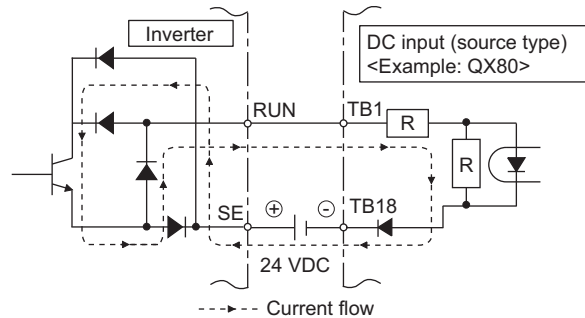 Inverter
DC input (source type)
<Example: QX80>
RUN
TB1
R
R
SE
+
-
TB18
24 VDC
Current flow